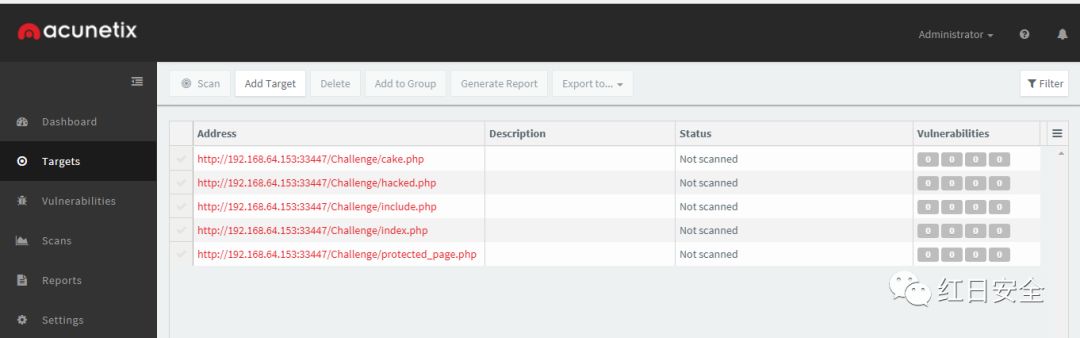 acunetix
Administrator
Scan Add Target Delete Add to Group Generate Report Export to... Filter
Dashboard
Targets
Vulnerabilities
Scans
Reports
Settings
Address Description Status Vulnerabilities
http://192.168.64.153:33447/Challenge/cake.php Not scanned 0 0 0 0
http://192.168.64.153:33447/Challenge/hacked.php Not scanned 0 0 0 0
http://192.168.64.153:33447/Challenge/include.php Not scanned 0 0 0 0
http://192.168.64.153:33447/Challenge/index.php Not scanned 0 0 0 0
http://192.168.64.153:33447/Challenge/protected_page.php Not scanned 0 0 0 0
红日安全